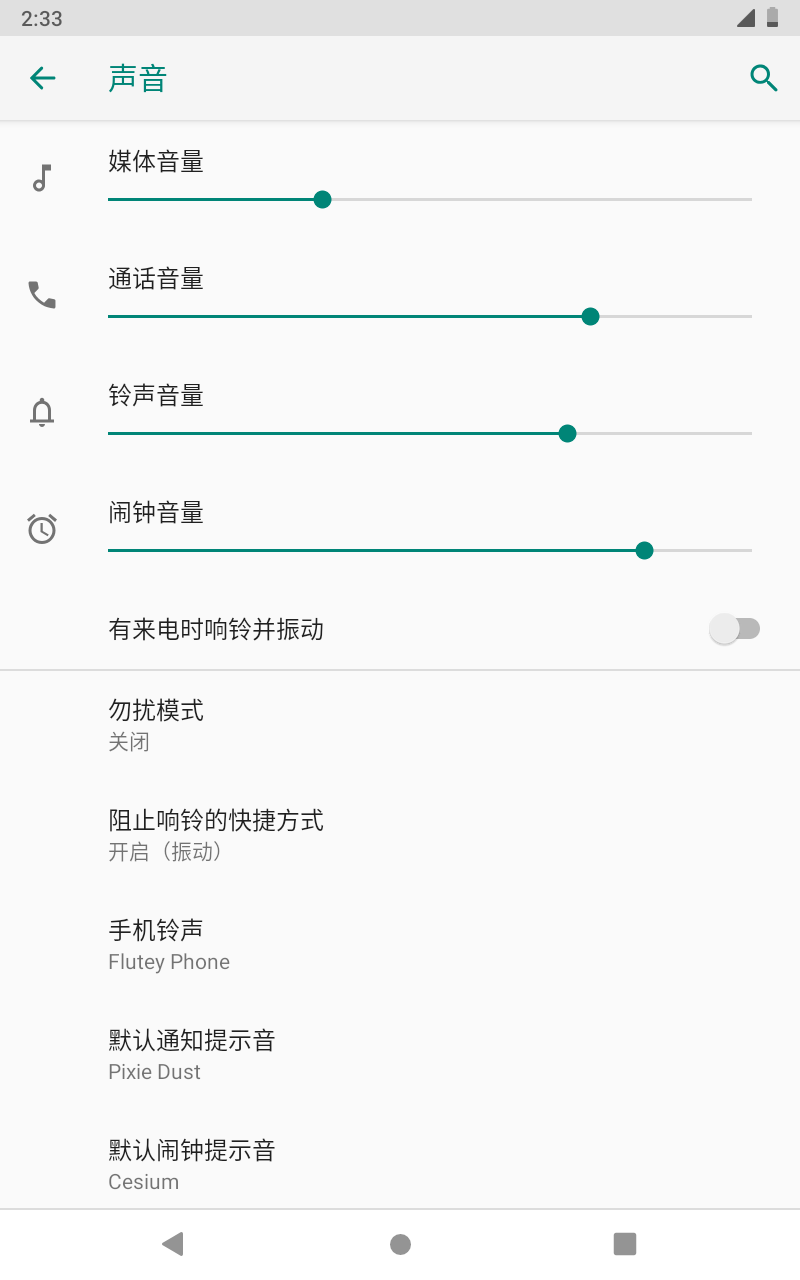 2:33
声音
媒体音量
通话音量
铃声音量
闹钟音量
有来电时响铃并振动
勿扰模式
关闭
阻止响铃的快捷方式
开启（振动）
手机铃声
Flutey Phone
默认通知提示音
Pixie Dust
默认闹钟提示音
Cesium